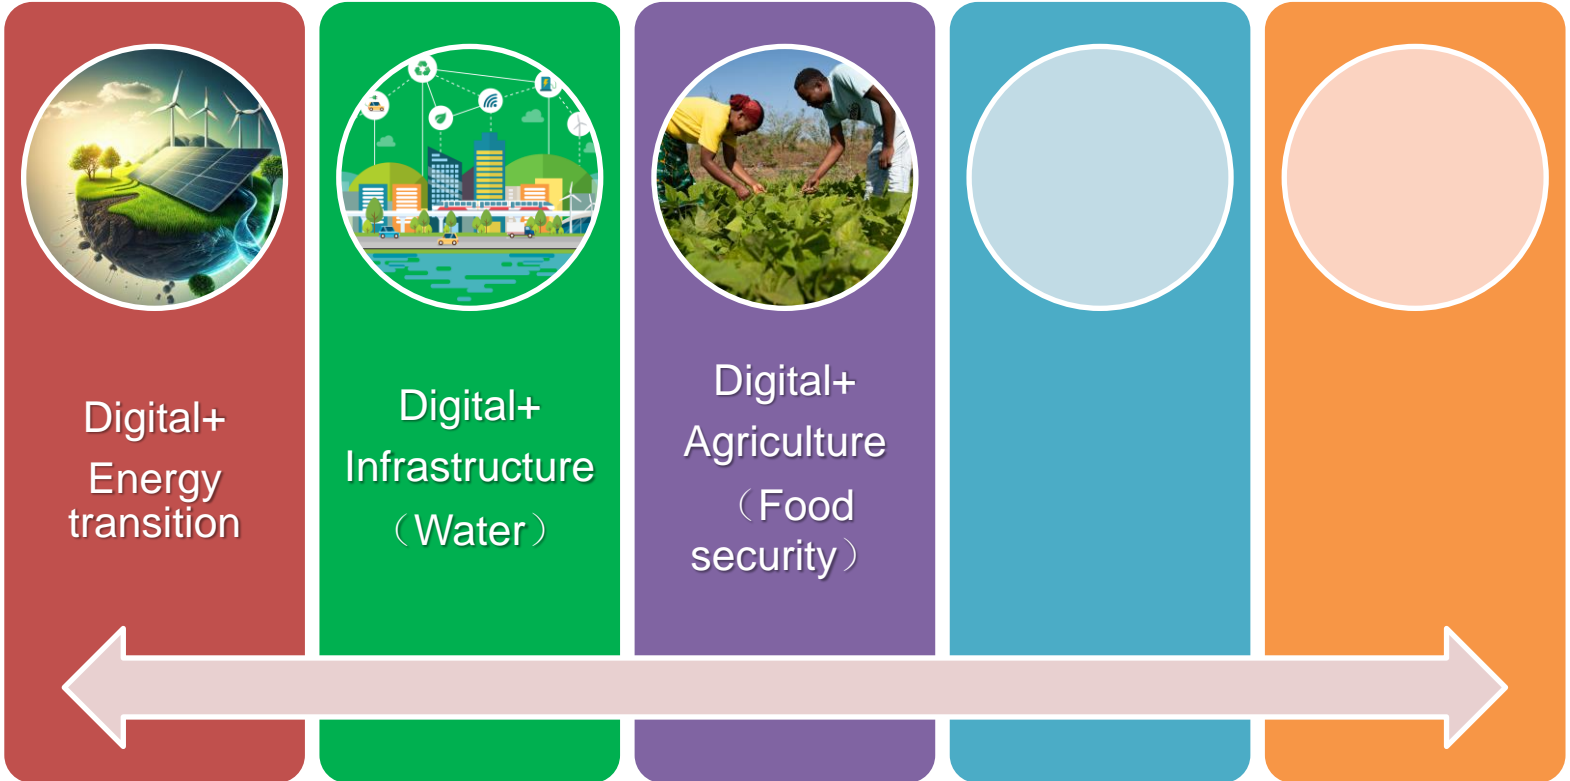 Digital+
Energy
transition
Digital+
Infrastructure
（Water）
Digital+
Agriculture
（Food
security）